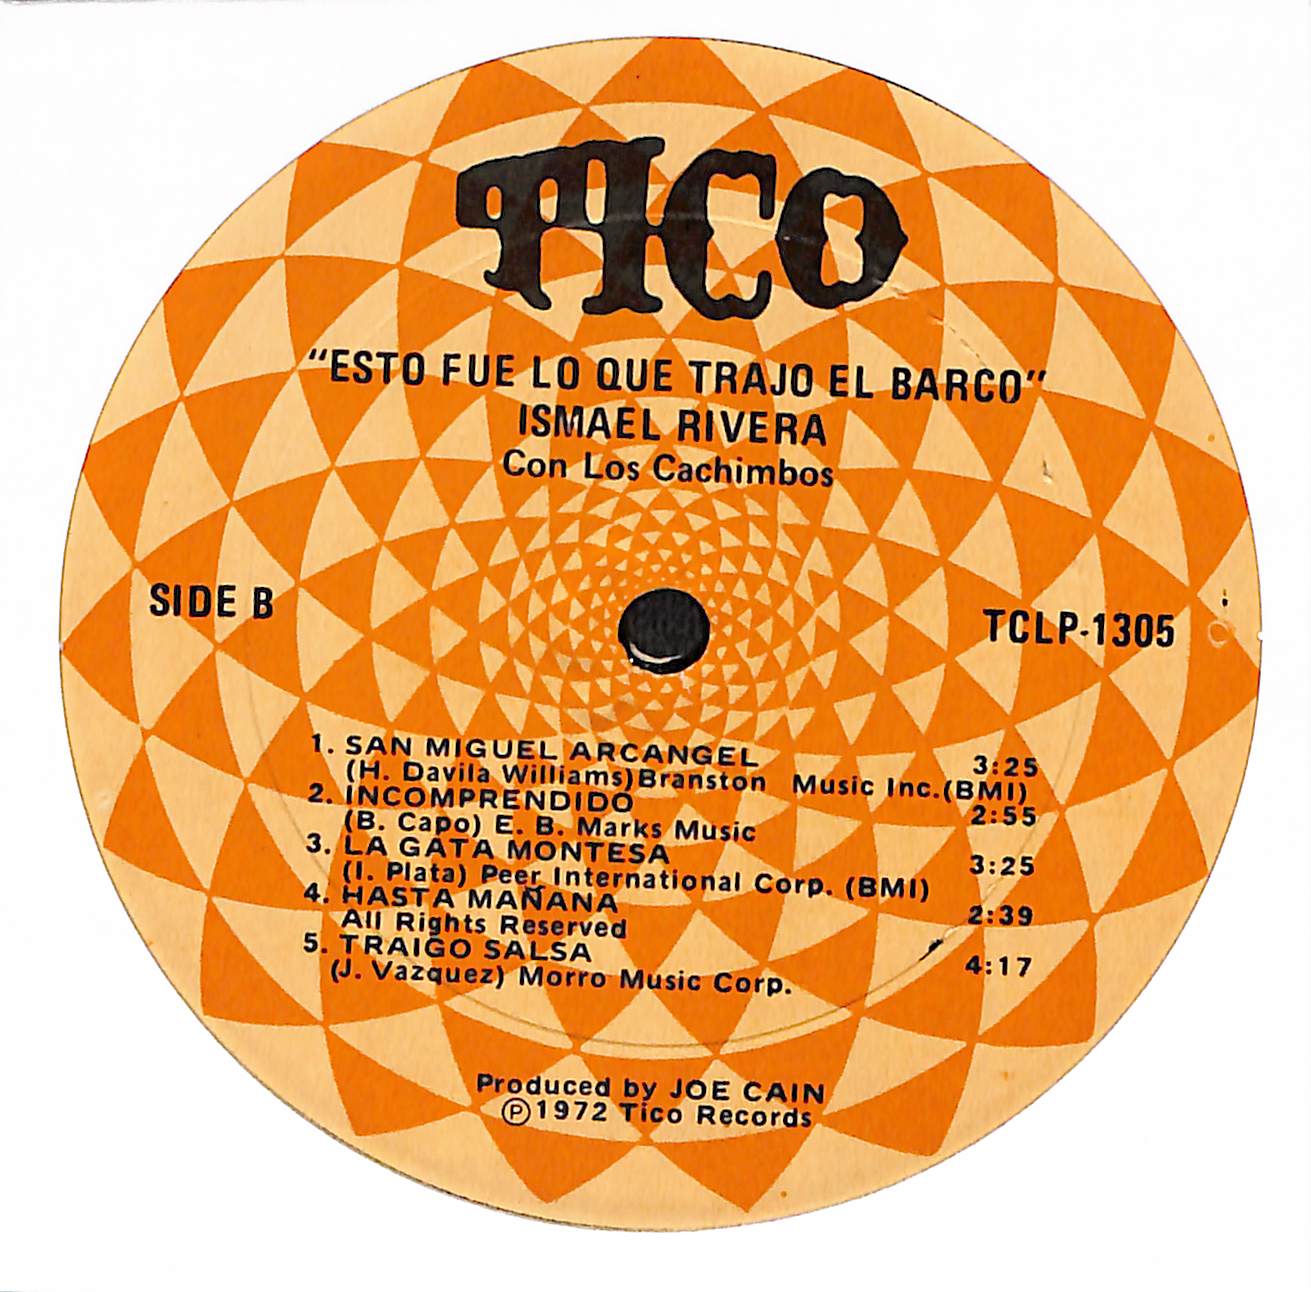 TICO
"ESTO FUE LO QUE TRAJO EL BARCO"
ISMAEL RIVERA
Con Los Cachimbos
SIDE B
TCLP-1305
1. SAN MIGUEL ARCANGEL 3:25
(H. Davila Williams)Branston Music Inc.(BMI)
2. INCOMPRENDIDO 2:55
(B. Capo) E. B. Marks Music
3. LA GATA MONTESA 3:25
(I. Plata) Peer International Corp. (BMI)
4. HASTA MAÑANA 2:39
All Rights Reserved
5. TRAIGO SALSA 4:17
(J. Vazquez) Morro Music Corp.
Produced by JOE CAIN
Ⓟ1972 Tico Records